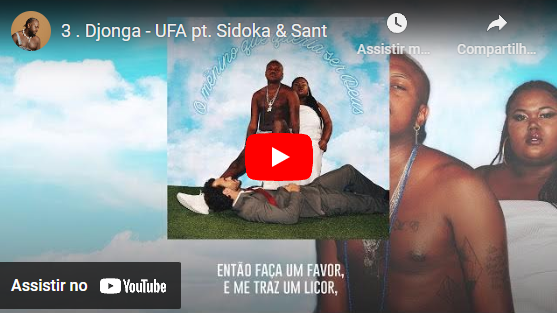 3 . Djonga - UFA pt. Sidoka & Sant
Assistir m...
Compartilh...
O menino que queria ser Deus
ENTÃO FAÇA UM FAVOR,
E ME TRAZ UM LICOR,
Assistir no YouTube